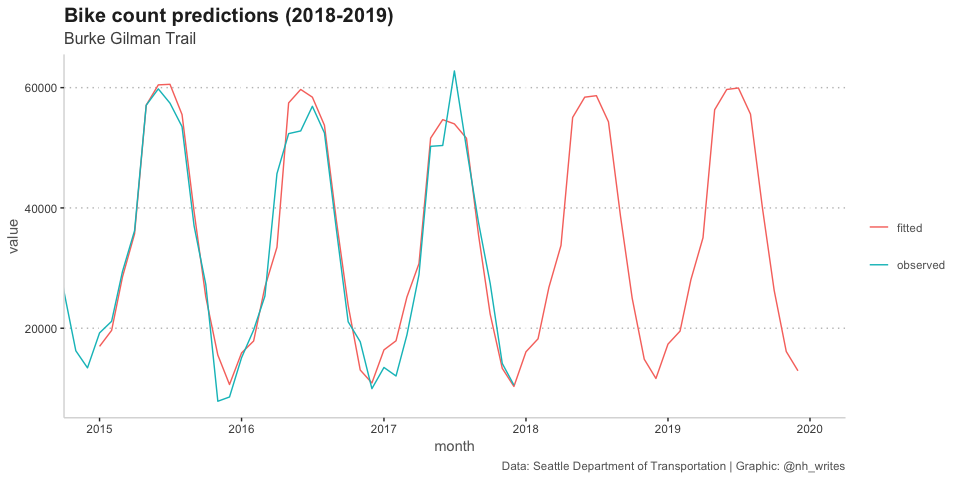 Bike count predictions (2018-2019)
Burke Gilman Trail
60000
40000
20000
value
2015 2016 2017 2018 2019 2020
month
fitted
observed
Data: Seattle Department of Transportation | Graphic: @nh_writes